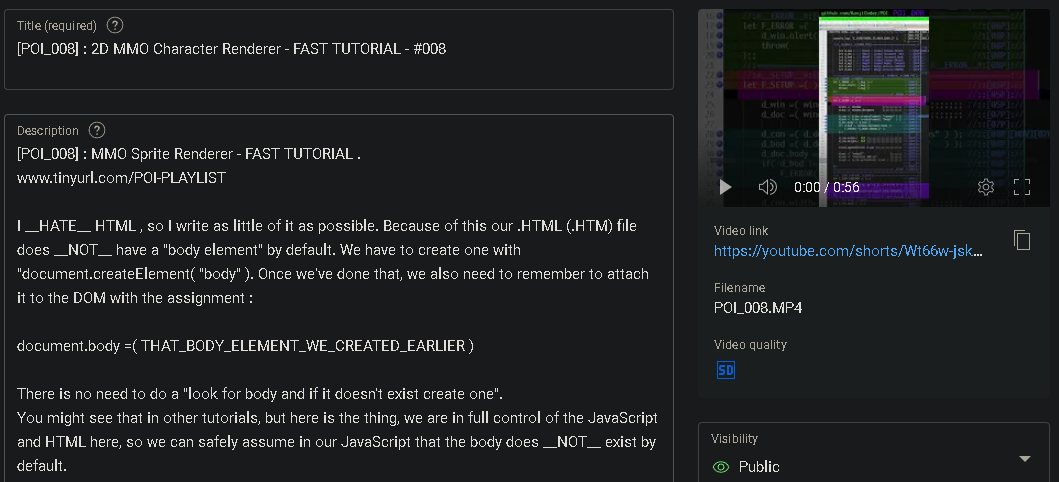 Title (required) ?
[POI_008] : 2D MMO Character Renderer - FAST TUTORIAL - #008
Description ?
[POI_008] : MMO Sprite Renderer - FAST TUTORIAL .
www.tinyurl.com/POI-PLAYLIST
I __HATE__ HTML , so I write as little of it as possible. Because of this our .HTML (.HTM) file
does __NOT__ have a "body element" by default. We have to create one with
"document.createElement( "body" ). Once we've done that, we also need to remember to attach
it to the DOM with the assignment :
document.body =( THAT_BODY_ELEMENT_WE_CREATED_EARLIER )
There is no need to do a "look for body and if it doesn't exist create one".
You might see that in other tutorials, but here is the thing, we are in full control of the JavaScript
and HTML here, so we can safely assume in our JavaScript that the body does __NOT__ exist by
default.
0:00 / 0:56
Video link
https://youtube.com/shorts/Wt66w-jsk...
Filename
POI_008.MP4
Video quality
SD
Visibility
Public